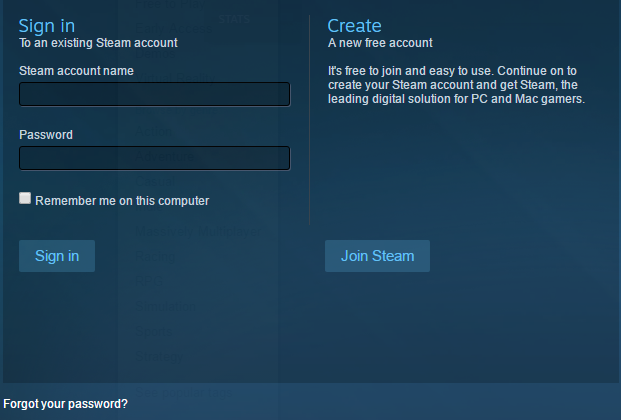 Sign in
To an existing Steam account
Steam account name
Password
Remember me on this computer
Sign in
Create
A new free account
It's free to join and easy to use. Continue on to
create your Steam account and get Steam, the
leading digital solution for PC and Mac gamers.
Join Steam
Forgot your password?
STATS